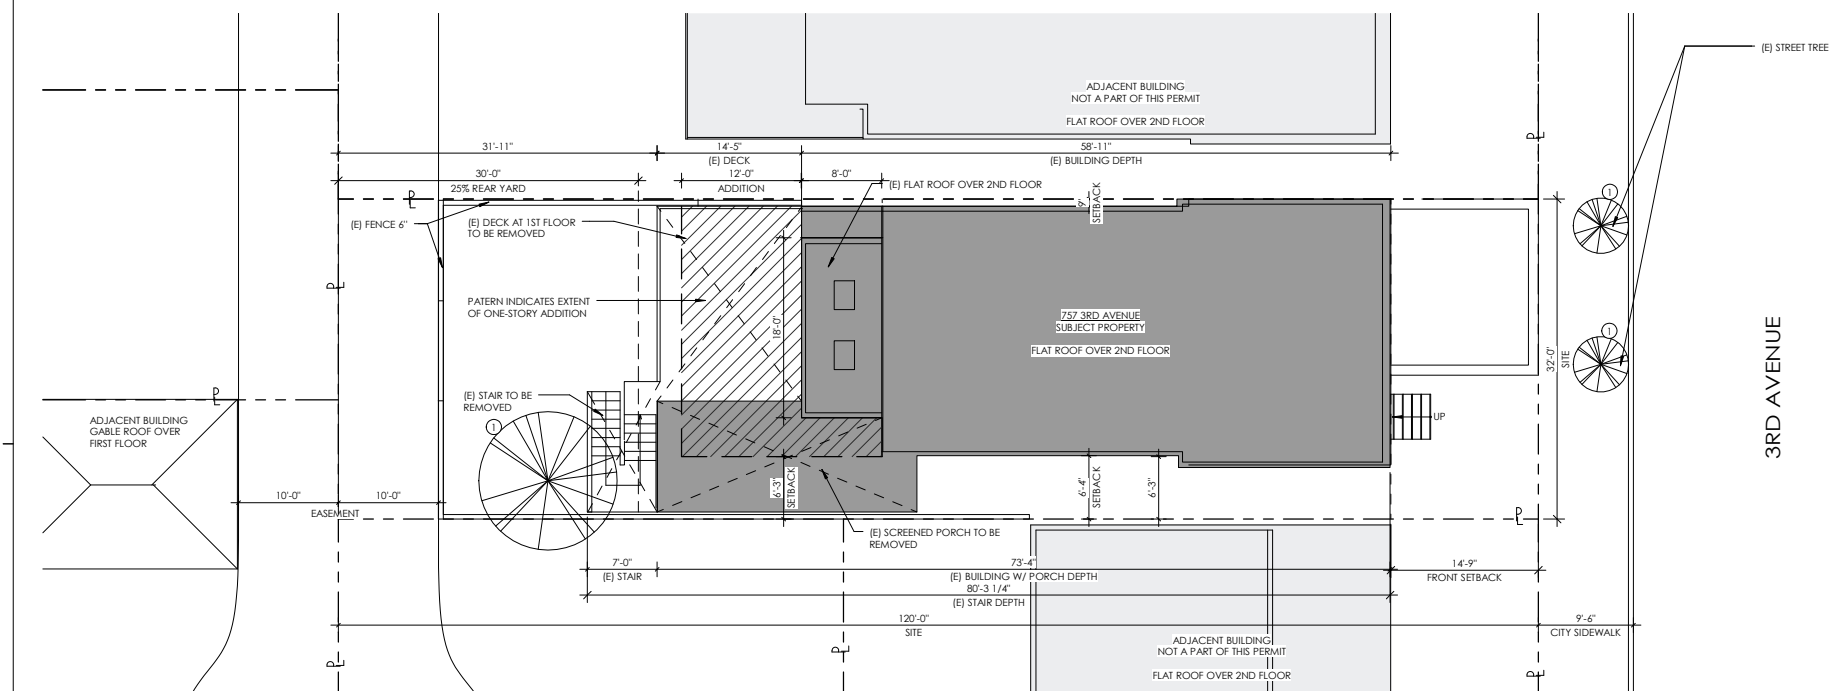 (E) STREET TREE
ADJACENT BUILDING
NOT A PART OF THIS PERMIT
FLAT ROOF OVER 2ND FLOOR
31'-11"
14'-5"
(E) DECK
58'-11"
(E) BUILDING DEPTH
30'-0"
25% REAR YARD
12'-0"
ADDITION
8'-0"
(E) FLAT ROOF OVER 2ND FLOOR
9"
SETBACK
(E) FENCE 6"
(E) DECK AT 1ST FLOOR
TO BE REMOVED
PATERN INDICATES EXTENT
OF ONE-STORY ADDITION
18'-0"
757 3RD AVENUE
SUBJECT PROPERTY
FLAT ROOF OVER 2ND FLOOR
32'-0"
SITE
1
1
3RD AVENUE
(E) STAIR TO BE
REMOVED
1
UP
ADJACENT BUILDING
GABLE ROOF OVER
FIRST FLOOR
10'-0"
10'-0"
EASEMENT
6'-3"
SETBACK
6'-4"
SETBACK
6'-3"
(E) SCREENED PORCH TO BE
REMOVED
7'-0"
(E) STAIR
73'-4"
(E) BUILDING W/ PORCH DEPTH
80'-3 1/4"
(E) STAIR DEPTH
14'-9"
FRONT SETBACK
120'-0"
SITE
9'-6"
CITY SIDEWALK
ADJACENT BUILDING
NOT A PART OF THIS PERMIT
FLAT ROOF OVER 2ND FLOOR